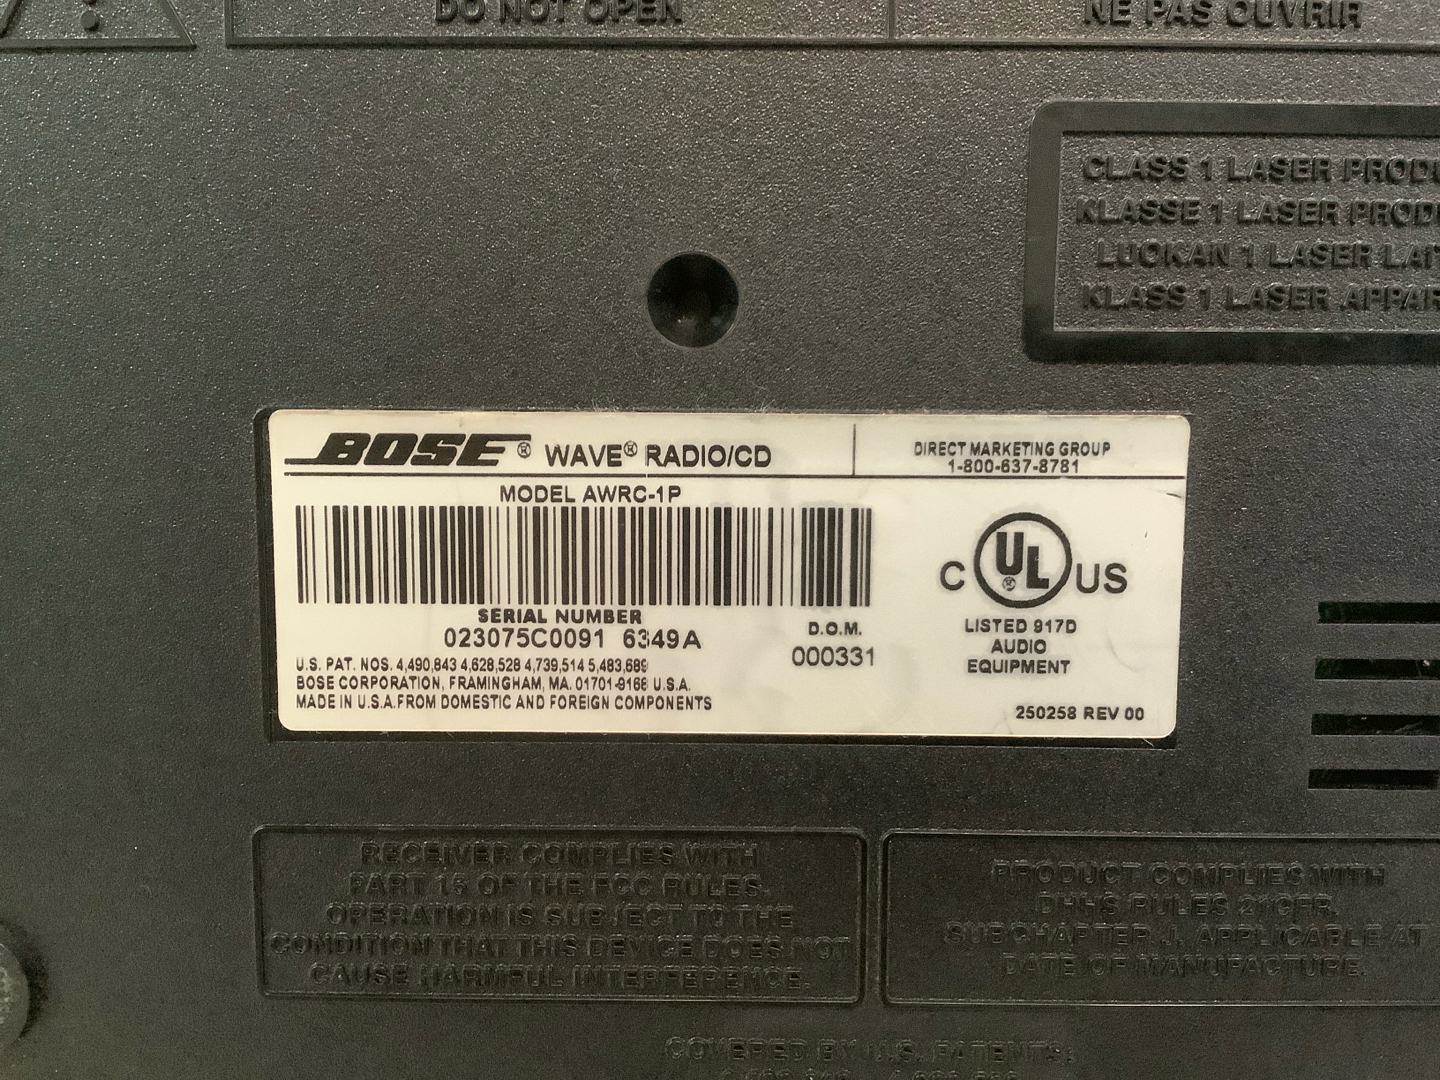 DO NOT OPEN
NE PAS OUVRIR
CLASS 1 LASER PRODU
KLASSE 1 LASER PROD
LUOKAN 1 LASER LAIT
KLASS 1 LASER APPAR
BOSE® WAVE® RADIO/CD
DIRECT MARKETING GROUP
1-800-637-8781
MODEL AWRC-1P
SERIAL NUMBER
023075C0091 6349A
D.O.M.
000331
C UL® US
LISTED 917D
AUDIO
EQUIPMENT
U.S. PAT. NOS. 4,490,843 4,628,528 4,739,514 5,483,689
BOSE CORPORATION, FRAMINGHAM, MA. 01701-9168 U.S.A.
MADE IN U.S.A.FROM DOMESTIC AND FOREIGN COMPONENTS
250258 REV 00
RECEIVER COMPLIES WITH
PART 15 OF THE FCC RULES.
OPERATION IS SUBJECT TO THE
CONDITION THAT THIS DEVICE DOES NOT
CAUSE HARMFUL INTERFERENCE.
PRODUCT COMPLIES WITH
DHHS RULES 21CFR,
SUBCHAPTER J, APPLICABLE AT
DATE OF MANUFACTURE.
COVERED BY U.S. PATENTS: